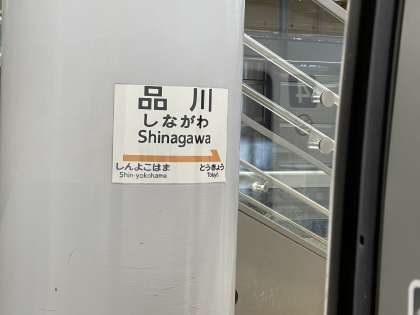 品川
しながわ
Shinagawa
しんよこはま とうきょう
Shin-yokohama Tōkyō